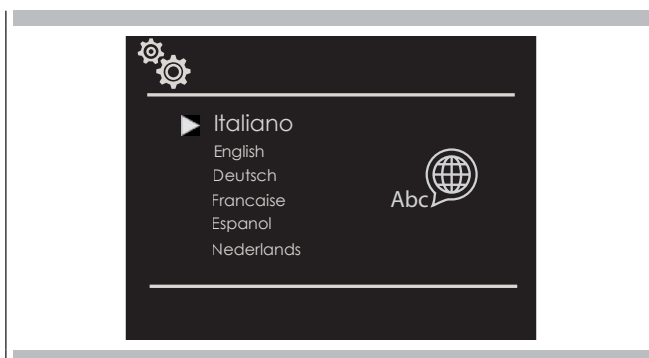 Italiano
English
Deutsch
Francaise
Abc
Espanol
Nederlands